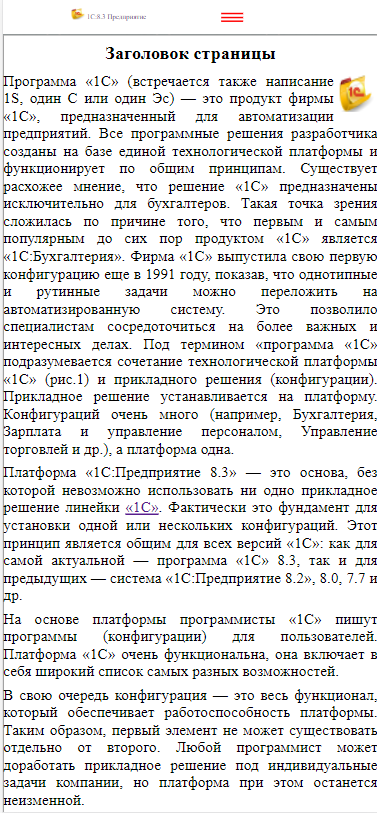 1С:8.3 Предприятие
Заголовок страницы
Программа «1С» (встречается также написание
1S, один С или один Эс) — это продукт фирмы
«1С», предназначенный для автоматизации
предприятий. Все программные решения разработчика
созданы на базе единой технологической платформы и
функционирует по общим принципам. Существует
расхожее мнение, что решение «1С» предназначены
исключительно для бухгалтеров. Такая точка зрения
сложилась по причине того, что первым и самым
популярным до сих пор продуктом «1С» является
«1С:Бухгалтерия». Фирма «1С» выпустила свою первую
конфигурацию еще в 1991 году, показав, что однотипные
и рутинные задачи можно переложить на
автоматизированную систему. Это позволило
специалистам сосредоточиться на более важных и
интересных делах. Под термином «программа «1С»
подразумевается сочетание технологической платформы
«1С» (рис.1) и прикладного решения (конфигурации).
Прикладное решение устанавливается на платформу.
Конфигураций очень много (например, Бухгалтерия,
Зарплата и управление персоналом, Управление
торговлей и др.), а платформа одна.
Платформа «1С:Предприятие 8.3» — это основа, без
которой невозможно использовать ни одно прикладное
решение линейки «1С». Фактически это фундамент для
установки одной или нескольких конфигураций. Этот
принцип является общим для всех версий «1С»: как для
самой актуальной — программа «1С» 8.3, так и для
предыдущих — система «1С:Предприятие 8.2», 8.0, 7.7 и
др.
На основе платформы программисты «1С» пишут
программы (конфигурации) для пользователей.
Платформа «1С» очень функциональна, она включает в
себя широкий список самых разных возможностей.
В свою очередь конфигурация — это весь функционал,
который обеспечивает работоспособность платформы.
Таким образом, первый элемент не может существовать
отдельно от второго. Любой программист может
доработать прикладное решение под индивидуальные
задачи компании, но платформа при этом останется
неизменной.